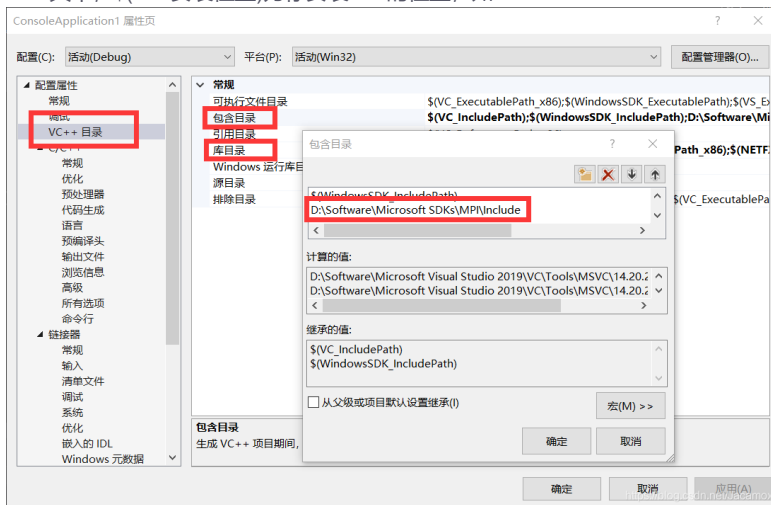 ConsoleApplication1 属性页
? ×
配置(C): 活动(Debug) 平台(P): 活动(Win32) 配置管理器(O)...
配置属性
常规
调试
VC++ 目录
C/C++
常规
优化
预处理器
代码生成
语言
预编译头
输出文件
浏览信息
高级
所有选项
命令行
链接器
常规
输入
清单文件
调试
系统
优化
嵌入的 IDL
Windows 元数据
常规
可执行文件目录 $(VC_ExecutablePath_x86);$(WindowsSDK_ExecutablePath);$(VS_Ex
包含目录 $(VC_IncludePath);$(WindowsSDK_IncludePath);D:\Software\Mi
引用目录
库目录 Path_x86);$(NETF
Windows 运行库目
源目录
排除目录 $(VC_ExecutablePa
包含目录
? ×
$(WindowsSDK_IncludePath)
D:\Software\Microsoft SDKs\MPI\Include
计算的值:
D:\Software\Microsoft Visual Studio 2019\VC\Tools\MSVC\14.20.2
D:\Software\Microsoft Visual Studio 2019\VC\Tools\MSVC\14.20.2
继承的值:
$(VC_IncludePath)
$(WindowsSDK_IncludePath)
从父级或项目默认设置继承(I)
宏(M) >>
确定 取消
包含目录
生成 VC++ 项目期间,
确定 取消 应用(A)